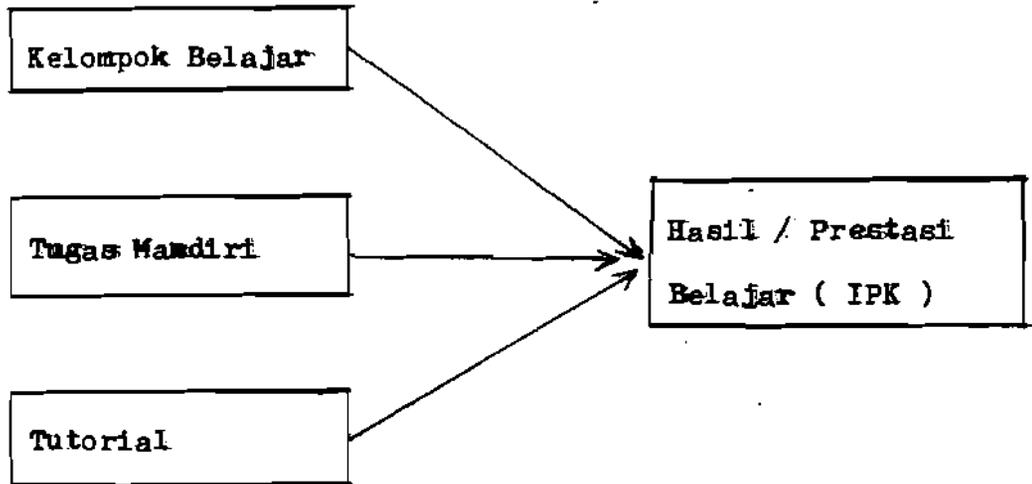 Kelompok Belajar
Tugas Mandiri
Hasil / Prestasi
Belajar ( IPK )
Tutorial